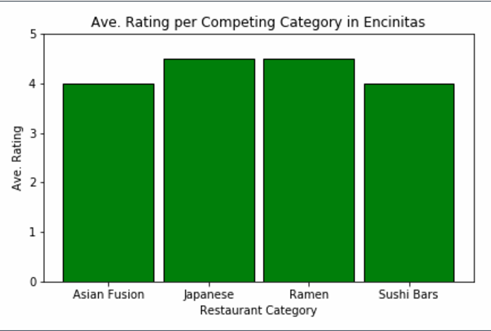 Ave. Rating per Competing Category in Encinitas
5
4
3
2
1
0
Ave. Rating
Asian Fusion Japanese Ramen Sushi Bars
Restaurant Category